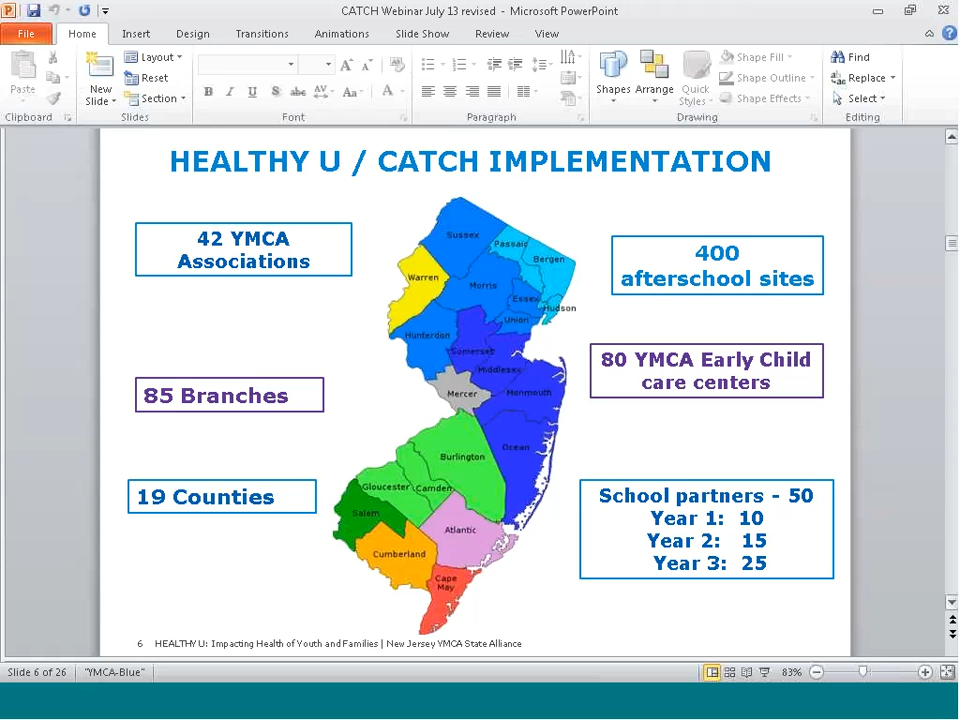 CATCH Webinar July 13 revised - Microsoft PowerPoint
File Home Insert Design Transitions Animations Slide Show Review View
Paste
New
Slide
Layout
Reset
Section
B I U S abc AV Aa A
Shapes Arrange Quick
Styles
Shape Fill
Shape Outline
Shape Effects
Find
Replace
Select
Clipboard Slides Font Paragraph Drawing Editing
HEALTHY U / CATCH IMPLEMENTATION
42 YMCA
Associations
85 Branches
19 Counties
Sussex
Passaic
Bergen
Warren
Morris
Essex
Hudson
Union
Hunterdon
Somerset
Middlesex
Mercer
Monmouth
Ocean
Burlington
Gloucester
Camden
Salem
Atlantic
Cumberland
Cape
May
400
afterschool sites
80 YMCA Early Child
care centers
School partners - 50
Year 1: 10
Year 2: 15
Year 3: 25
6 HEALTHY U: Impacting Health of Youth and Families | New Jersey YMCA State Alliance
Slide 6 of 26 "YMCA-Blue" 83%